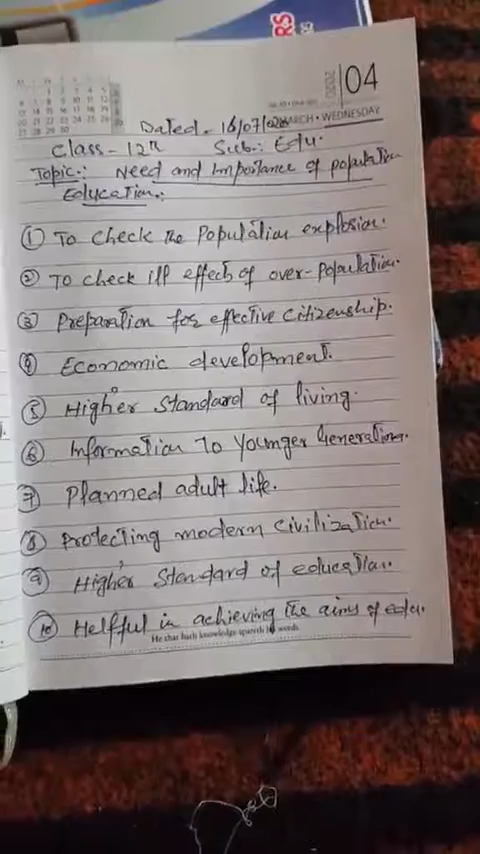 RS
04
2020
MARCH • WEDNESDAY
Dated - 16/07/2020
Class - 12th Sub:- Edu.
Topic:: Need and Importance of population
Education:
① To Check the Population explosion.
② To check ill effects of over-population.
③ Preparation for effective citizenship.
④ Economic development.
⑤ Higher Standard of living.
⑥ Information To younger Generation.
⑦ Planned adult life.
⑧ Protecting modern civilization.
⑨ Higher Standard of education.
⑩ Helpful in achieving the aims of edu.
He that hath knowledge spareth his words